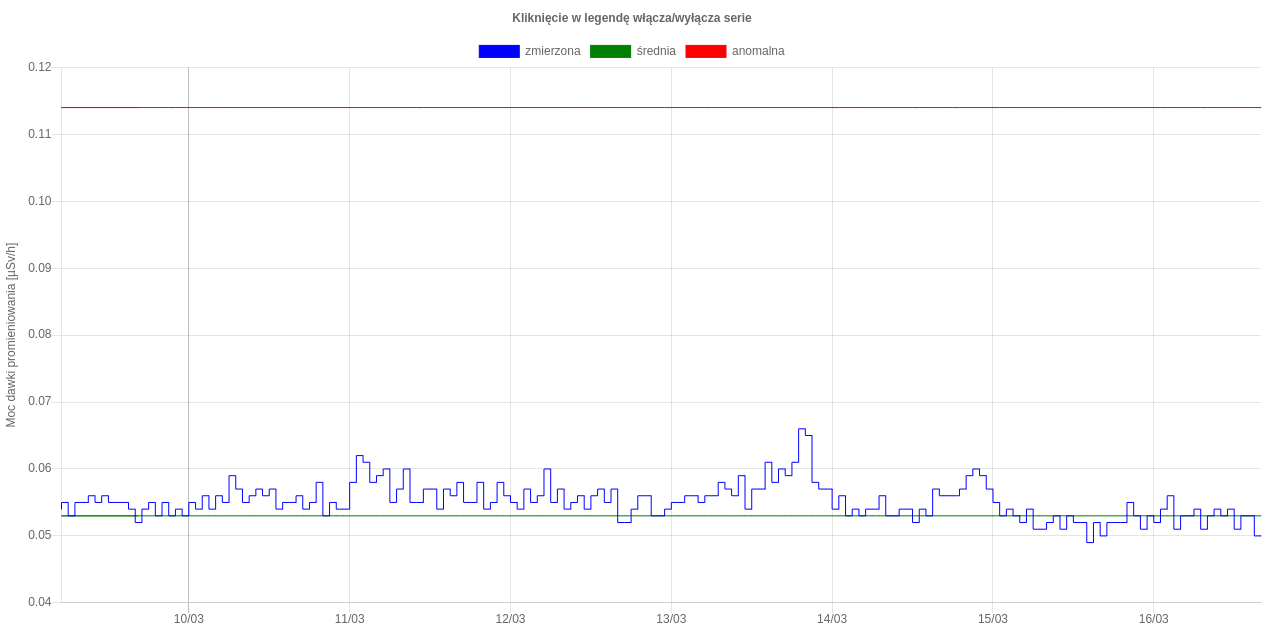 Kliknięcie w legendę włącza/wyłącza serie
zmierzona średnia anomalna
Moc dawki promieniowania [µSv/h]
0.12
0.11
0.10
0.09
0.08
0.07
0.06
0.05
0.04
10/03 11/03 12/03 13/03 14/03 15/03 16/03